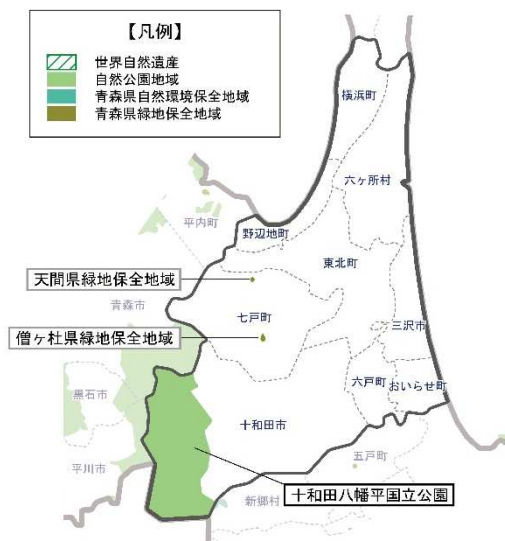 【凡例】
世界自然遺産
自然公園地域
青森県自然環境保全地域
青森県緑地保全地域
横浜町
六ヶ所村
平内町
野辺地町
東北町
天間県緑地保全地域
青森市
七戸町
三沢市
僧ヶ杜県緑地保全地域
六戸町
おいらせ町
黒石市
十和田市
平川市
五戸町
十和田八幡平国立公園
新郷村